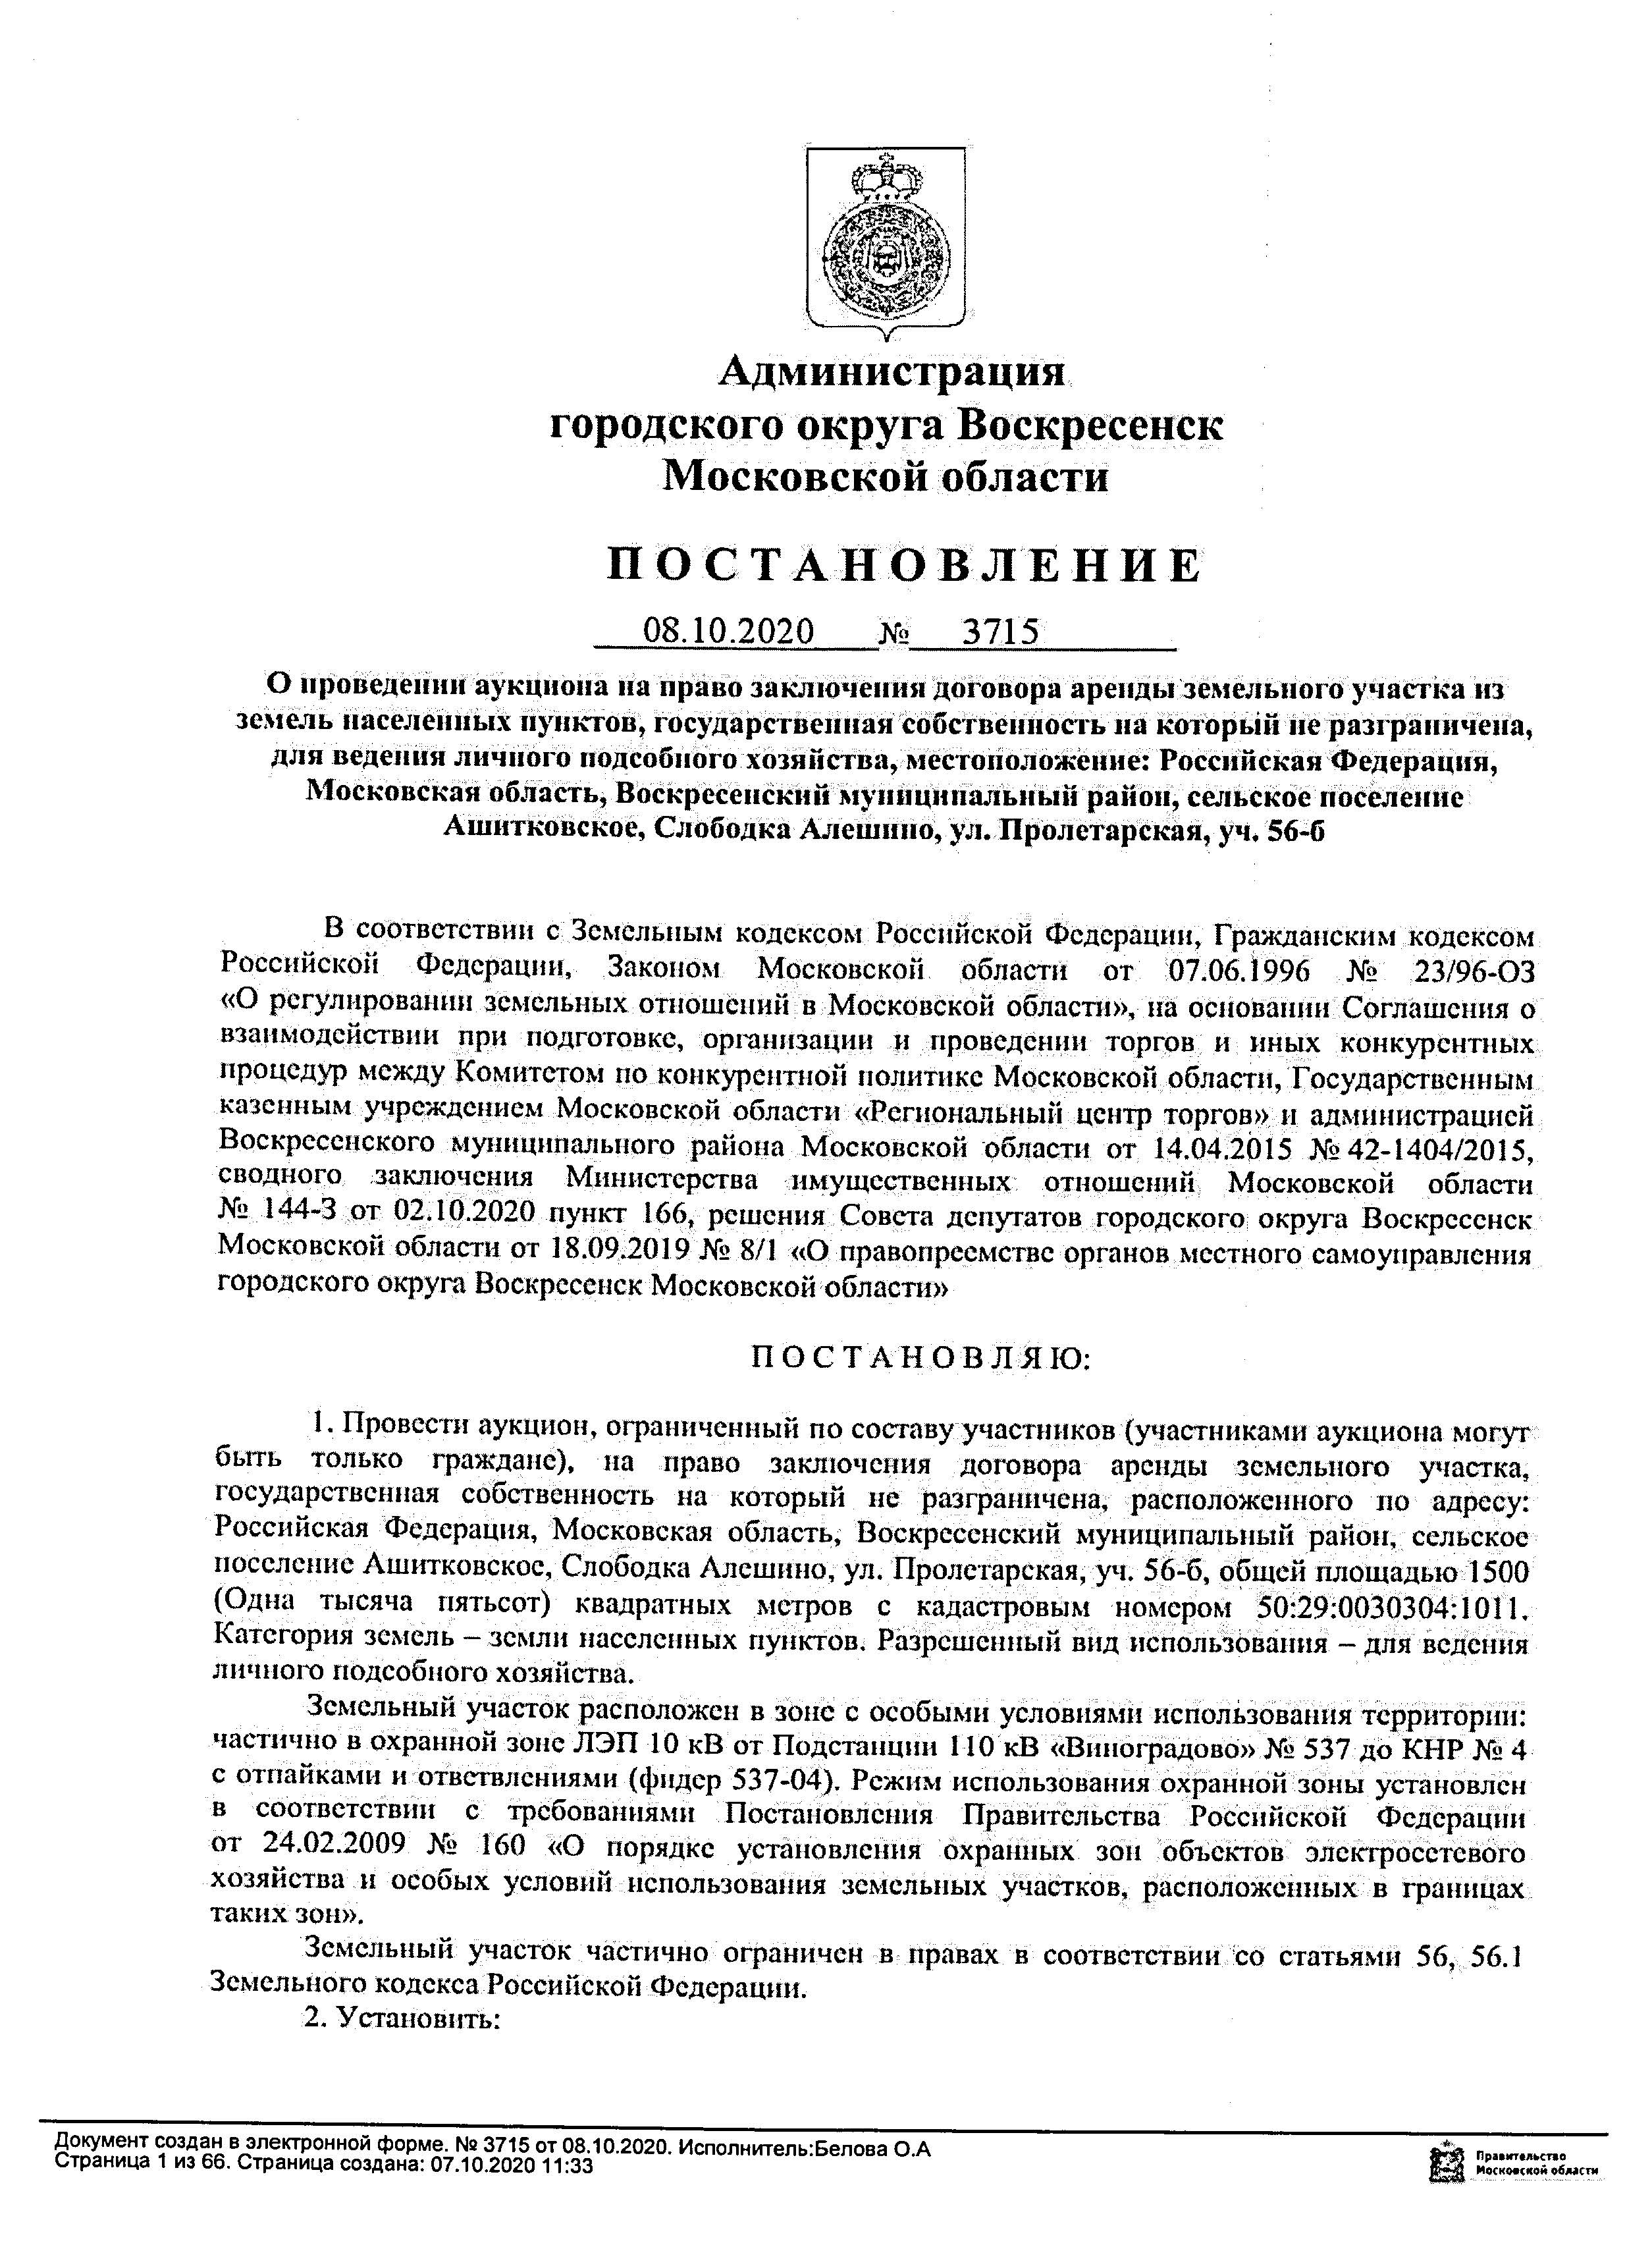 Администрация
городского округа Воскресенск
Московской области
ПОСТАНОВЛЕНИЕ
08.10.2020 № 3715
О проведении аукциона на право заключения договора аренды земельного участка из
земель населенных пунктов, государственная собственность на который не разграничена,
для ведения личного подсобного хозяйства, местоположение: Российская Федерация,
Московская область, Воскресенский муниципальный район, сельское поселение
Ашитковское, Слободка Алешино, ул. Пролетарская, уч. 56-б
В соответствии с Земельным кодексом Российской Федерации, Гражданским кодексом
Российской Федерации, Законом Московской области от 07.06.1996 № 23/96-ОЗ
«О регулировании земельных отношений в Московской области», на основании Соглашения о
взаимодействии при подготовке, организации и проведении торгов и иных конкурентных
процедур между Комитетом по конкурентной политике Московской области, Государственным
казенным учреждением Московской области «Региональный центр торгов» и администрацией
Воскресенского муниципального района Московской области от 14.04.2015 № 42-1404/2015,
сводного заключения Министерства имущественных отношений Московской области
№ 144-З от 02.10.2020 пункт 166, решения Совета депутатов городского округа Воскресенск
Московской области от 18.09.2019 № 8/1 «О правопреемстве органов местного самоуправления
городского округа Воскресенск Московской области»
ПОСТАНОВЛЯЮ:
1. Провести аукцион, ограниченный по составу участников (участниками аукциона могут
быть только граждане), на право заключения договора аренды земельного участка,
государственная собственность на который не разграничена, расположенного по адресу:
Российская Федерация, Московская область, Воскресенский муниципальный район, сельское
поселение Ашитковское, Слободка Алешино, ул. Пролетарская, уч. 56-б, общей площадью 1500
(Одна тысяча пятьсот) квадратных метров с кадастровым номером 50:29:0030304:1011.
Категория земель – земли населенных пунктов. Разрешенный вид использования – для ведения
личного подсобного хозяйства.
Земельный участок расположен в зоне с особыми условиями использования территории:
частично в охранной зоне ЛЭП 10 кВ от Подстанции 110 кВ «Виноградово» № 537 до КНР № 4
с отпайками и ответвлениями (фидер 537-04). Режим использования охранной зоны установлен
в соответствии с требованиями Постановления Правительства Российской Федерации
от 24.02.2009 № 160 «О порядке установления охранных зон объектов электросетевого
хозяйства и особых условий использования земельных участков, расположенных в границах
таких зон».
Земельный участок частично ограничен в правах в соответствии со статьями 56, 56.1
Земельного кодекса Российской Федерации.
2. Установить:
Документ создан в электронной форме. № 3715 от 08.10.2020. Исполнитель:Белова О.А
Страница 1 из 66. Страница создана: 07.10.2020 11:33
Правительство
Московской области